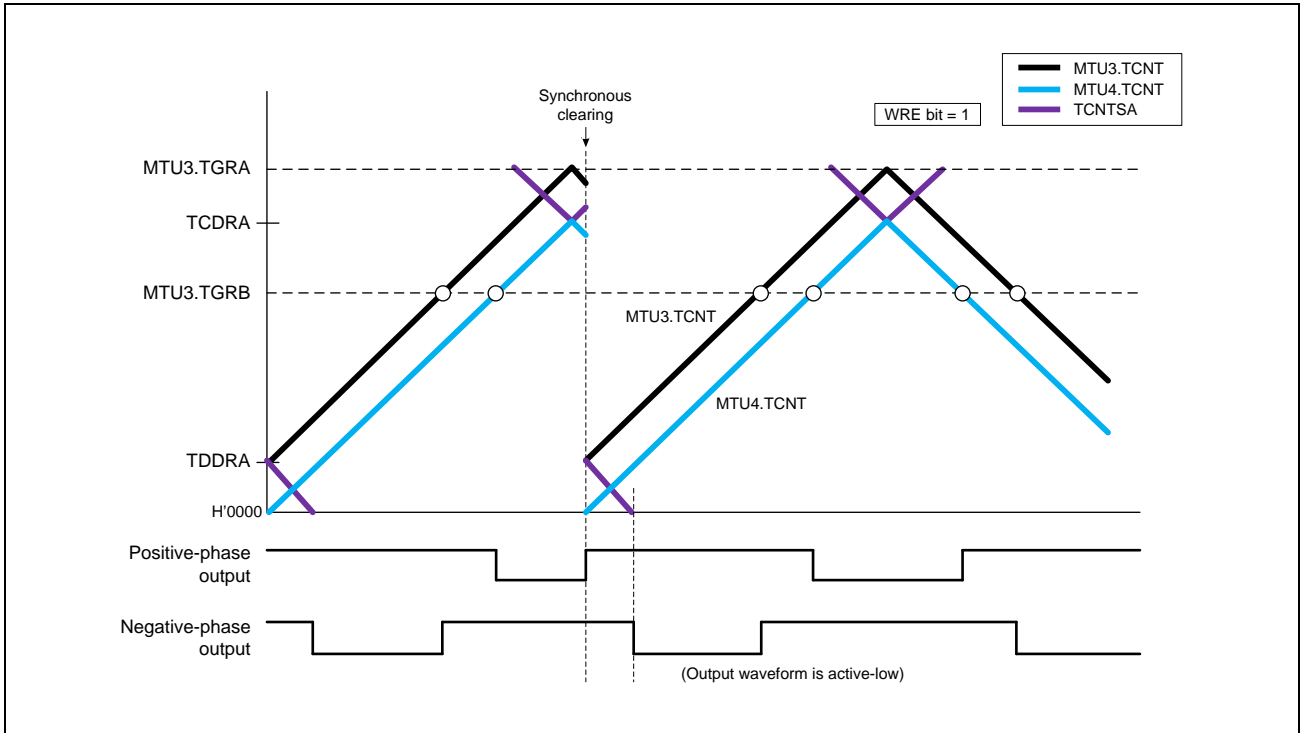 MTU3.TCNT
MTU4.TCNT
TCNTSA
Synchronous
clearing
WRE bit = 1
MTU3.TGRA
TCDRA
MTU3.TGRB
MTU3.TCNT
MTU4.TCNT
TDDRA
H'0000
Positive-phase
output
Negative-phase
output
(Output waveform is active-low)